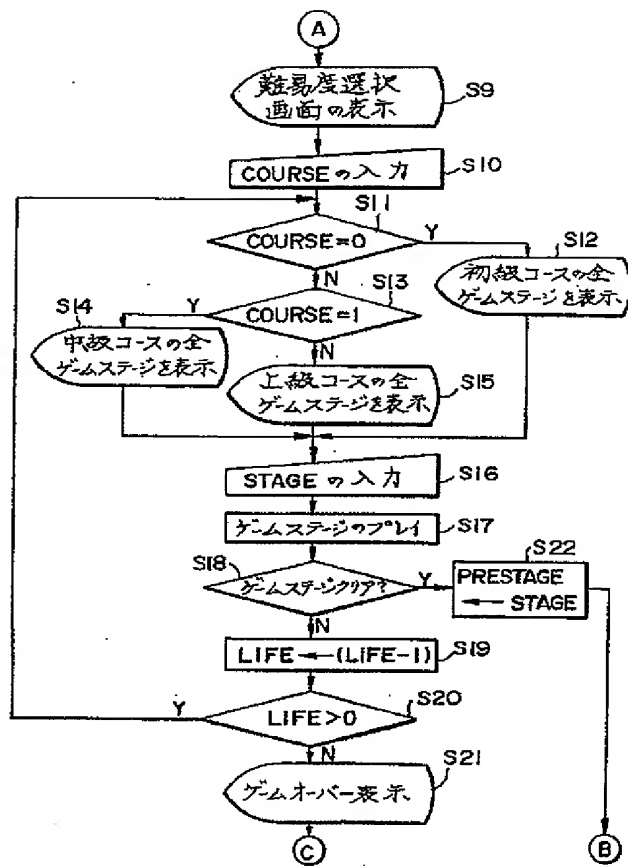 A
難易度選択
画面の表示
S9
COURSEの入力
S10
S11
COURSE=0
Y
N
S12
初級コースの全
ゲームステージを表示
S13
COURSE=1
Y
N
S14
中級コースの全
ゲームステージを表示
上級コースの全
ゲームステージを表示
S15
STAGEの入力
S16
ゲームステージのプレイ
S17
S18
ゲームステージクリア?
Y
N
S22
PRESTAGE
← STAGE
LIFE ← (LIFE-1)
S19
S20
LIFE>0
Y
N
S21
ゲームオーバー表示
C
B